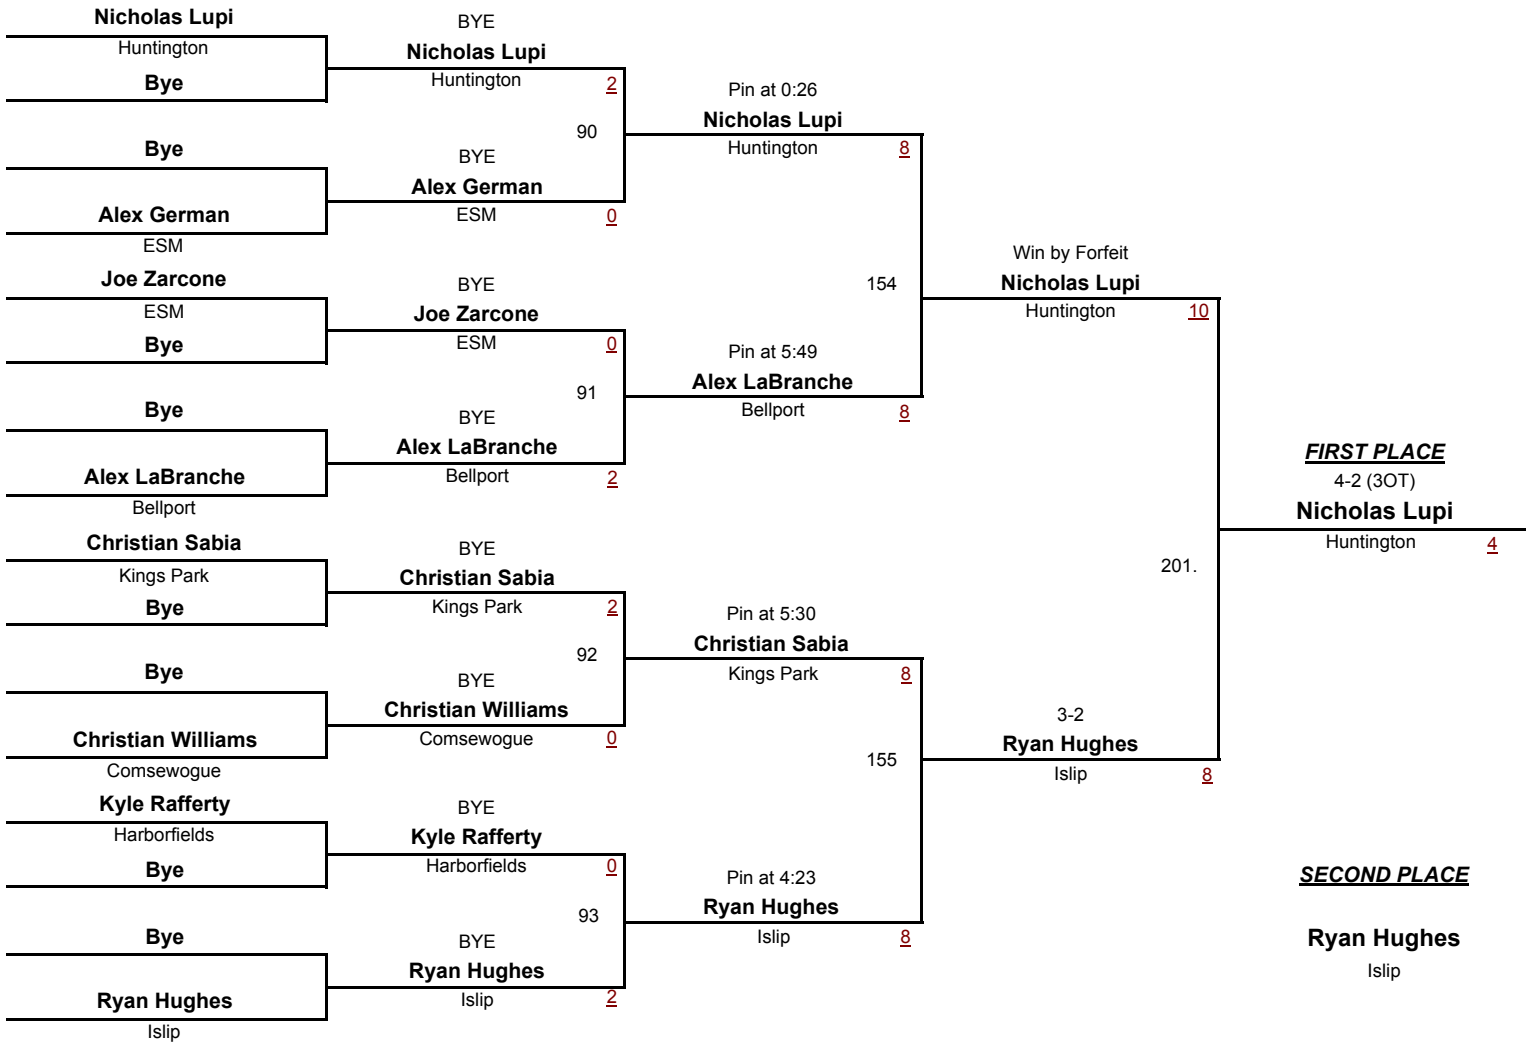 Nicholas Lupi
Huntington
Bye
Bye
Alex German
ESM
Joe Zarcone
ESM
Bye
Bye
Alex LaBranche
Bellport
Christian Sabia
Kings Park
Bye
Bye
Christian Williams
Comsewogue
Kyle Rafferty
Harborfields
Bye
Bye
Ryan Hughes
Islip
BYE
Nicholas Lupi
Huntington
2
90
BYE
Alex German
ESM
0
BYE
Joe Zarcone
ESM
0
91
BYE
Alex LaBranche
Bellport
2
BYE
Christian Sabia
Kings Park
2
92
BYE
Christian Williams
Comsewogue
0
BYE
Kyle Rafferty
Harborfields
0
93
BYE
Ryan Hughes
Islip
2
Pin at 0:26
Nicholas Lupi
Huntington
8
154
Pin at 5:49
Alex LaBranche
Bellport
8
Pin at 5:30
Christian Sabia
Kings Park
8
155
Pin at 4:23
Ryan Hughes
Islip
8
Win by Forfeit
Nicholas Lupi
Huntington
10
201.
3-2
Ryan Hughes
Islip
8
FIRST PLACE
4-2 (3OT)
Nicholas Lupi
Huntington
4
SECOND PLACE
Ryan Hughes
Islip